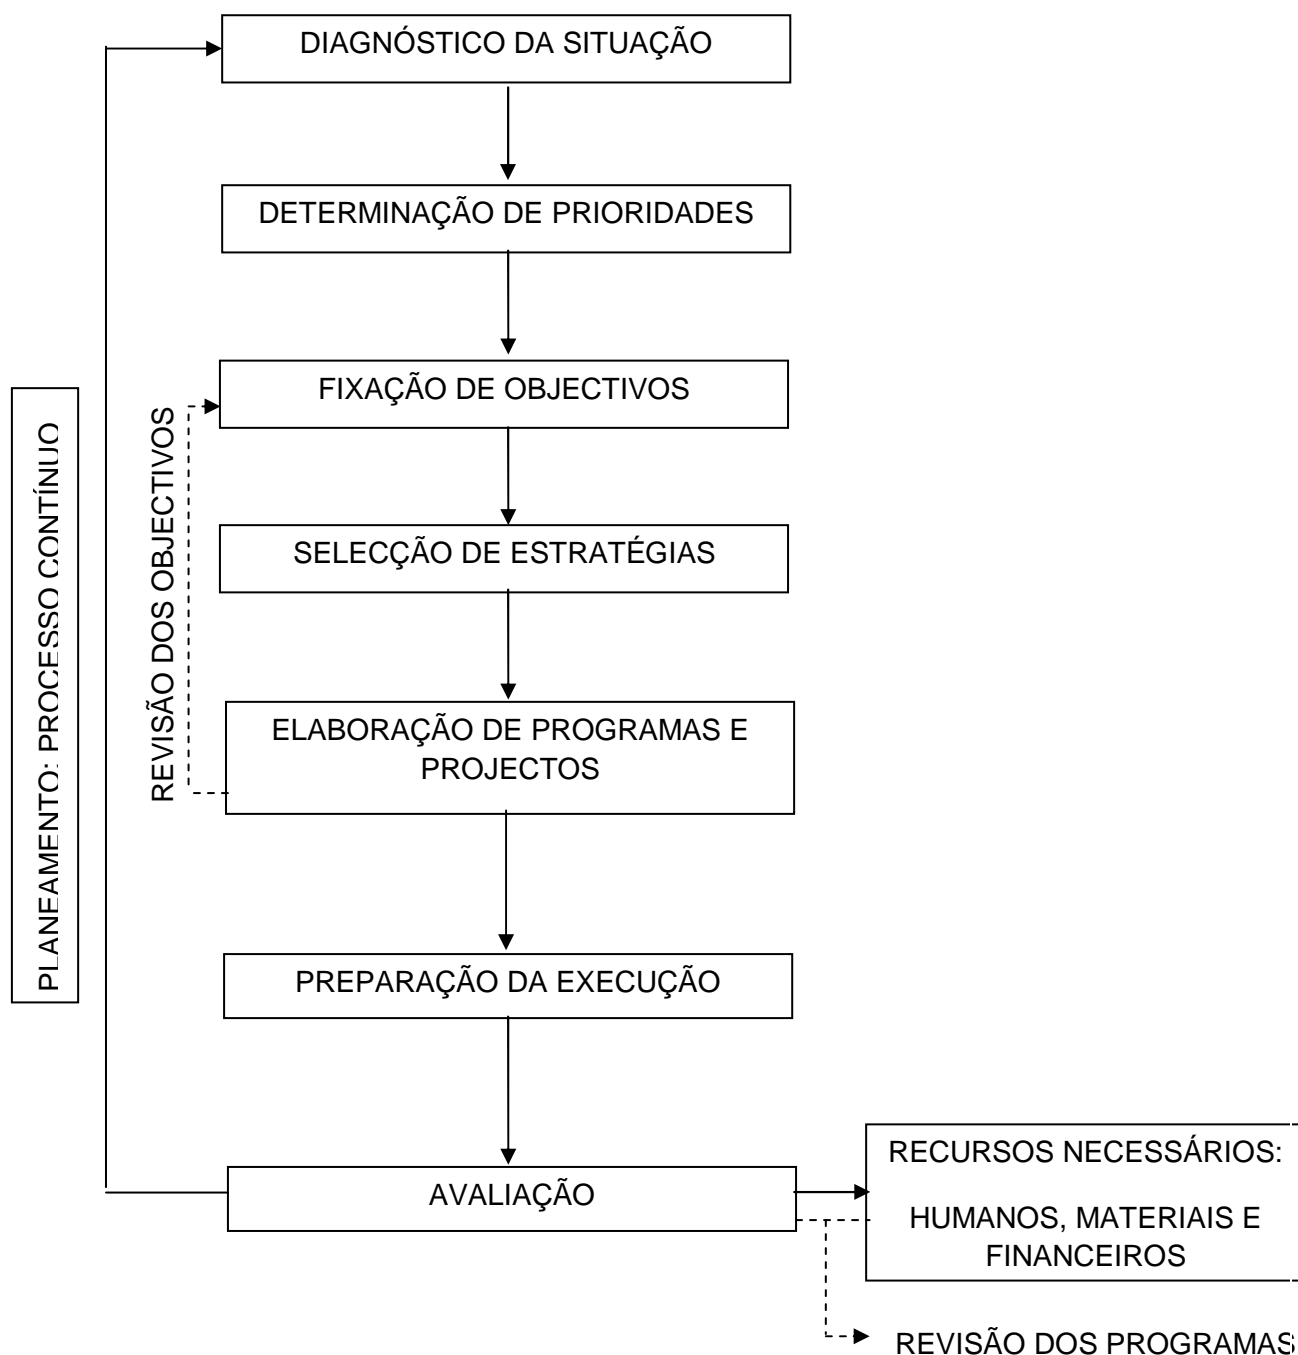 DIAGNÓSTICO DA SITUAÇÃO
DETERMINAÇÃO DE PRIORIDADES
FIXAÇÃO DE OBJECTIVOS
PLANEAMENTO: PROCESSO CONTÍNUO
REVISÃO DOS OBJECTIVOS
SELECÇÃO DE ESTRATÉGIAS
ELABORAÇÃO DE PROGRAMAS E
PROJECTOS
PREPARAÇÃO DA EXECUÇÃO
AVALIAÇÃO
RECURSOS NECESSÁRIOS:
HUMANOS, MATERIAIS E
FINANCEIROS
REVISÃO DOS PROGRAMAS